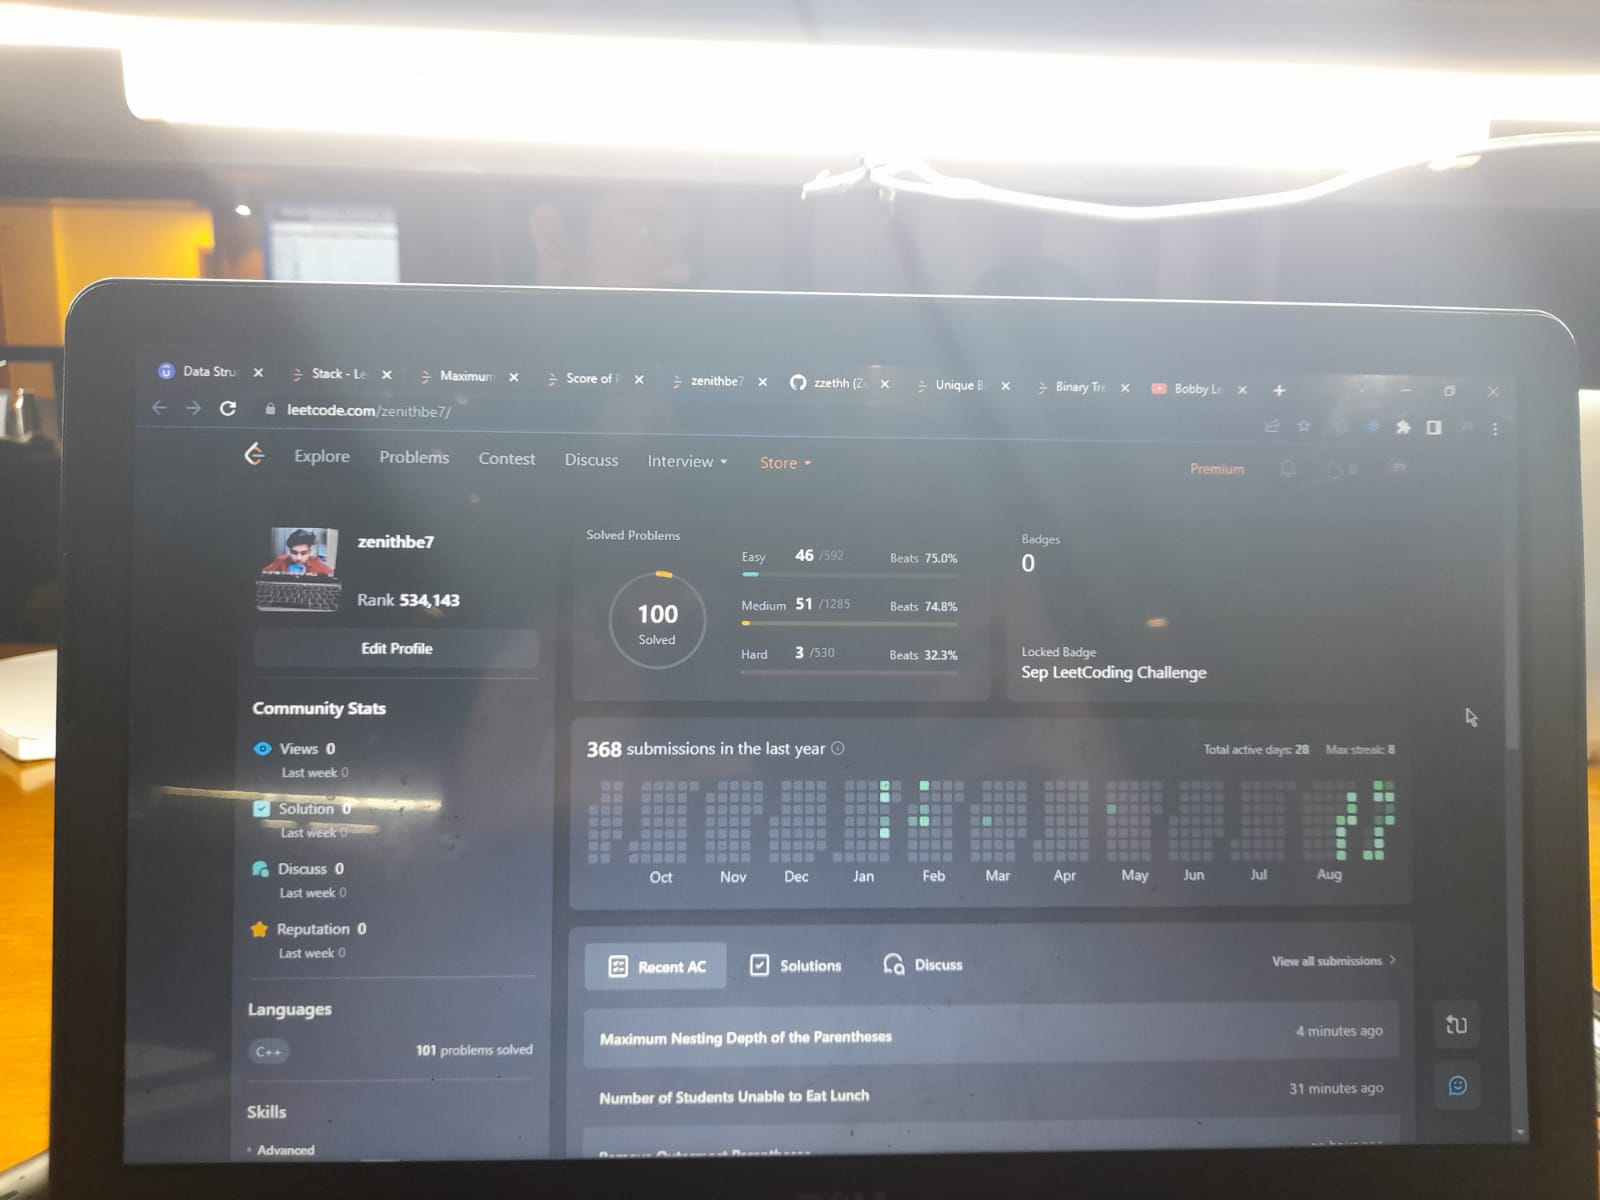 Data Stru
Stack - Le
Maximum
Score of P
zenithbe7
zzethh (Z
Unique B
Binary Tre
Bobby Le
leetcode.com/zenithbe7/
Explore Problems Contest Discuss Interview Store
Premium 0
zenithbe7
Rank 534,143
Edit Profile
Community Stats
Views 0
Last week 0
Solution 0
Last week 0
Discuss 0
Last week 0
Reputation 0
Last week 0
Languages
C++ 101 problems solved
Skills
Advanced
Solved Problems
100
Solved
Easy 46 /592 Beats 75.0%
Medium 51 /1285 Beats 74.8%
Hard 3 /530 Beats 32.3%
Badges
0
Locked Badge
Sep LeetCoding Challenge
368 submissions in the last year Total active days: 28 Max streak: 8
Oct Nov Dec Jan Feb Mar Apr May Jun Jul Aug
Recent AC Solutions Discuss View all submissions
Maximum Nesting Depth of the Parentheses 4 minutes ago
Number of Students Unable to Eat Lunch 31 minutes ago